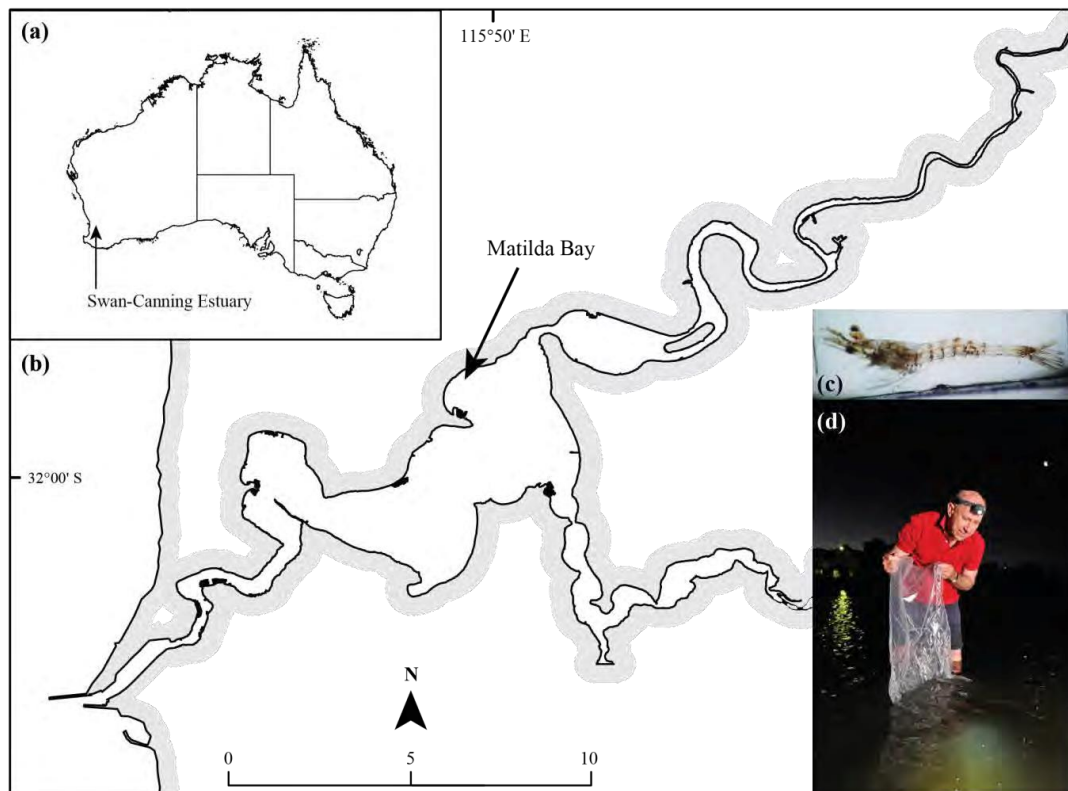 (a)
115°50' E
Swan-Canning Estuary
Matilda Bay
(b)
(c)
(d)
32°00' S
N
0
5
10